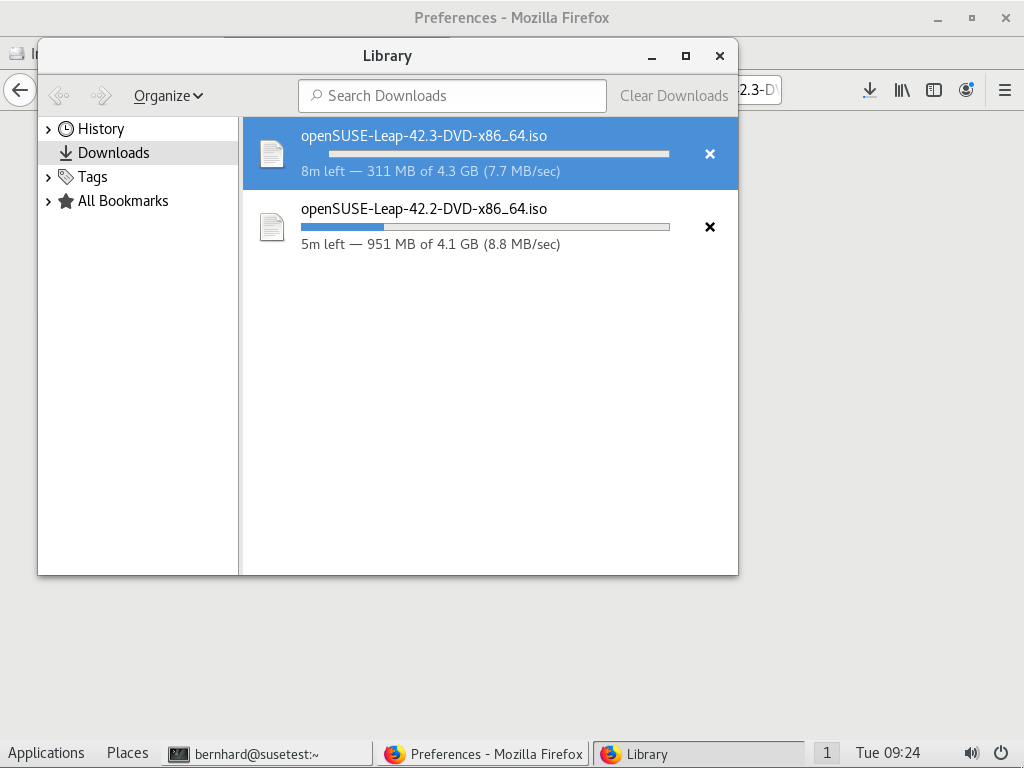 Preferences - Mozilla Firefox
Library
Organize
Search Downloads
Clear Downloads
History
Downloads
Tags
All Bookmarks
openSUSE-Leap-42.3-DVD-x86_64.iso
8m left — 311 MB of 4.3 GB (7.7 MB/sec)
openSUSE-Leap-42.2-DVD-x86_64.iso
5m left — 951 MB of 4.1 GB (8.8 MB/sec)
Applications
Places
bernhard@susetest:~
Preferences - Mozilla Firefox
Library
1
Tue 09:24